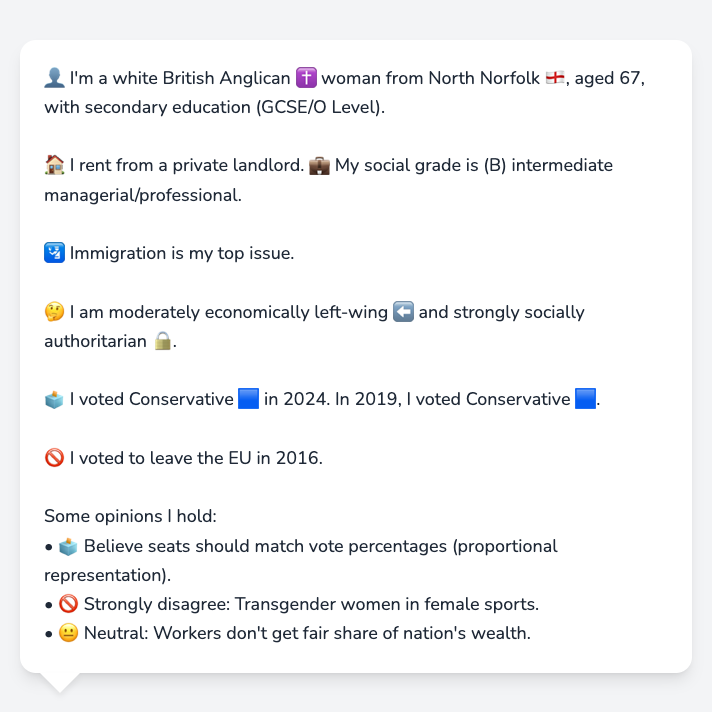 👤 I'm a white British Anglican ✝️ woman from North Norfolk 🏴󠁧󠁢󠁥󠁮󠁧󠁿, aged 67,
with secondary education (GCSE/O Level).
🏠 I rent from a private landlord. 💼 My social grade is (B) intermediate
managerial/professional.
🛂 Immigration is my top issue.
🤔 I am moderately economically left-wing ⬅️ and strongly socially
authoritarian 🔒.
🗳️ I voted Conservative 🟦 in 2024. In 2019, I voted Conservative 🟦.
🚫 I voted to leave the EU in 2016.
Some opinions I hold:
• 🗳️ Believe seats should match vote percentages (proportional
representation).
• 🚫 Strongly disagree: Transgender women in female sports.
• 😐 Neutral: Workers don't get fair share of nation's wealth.